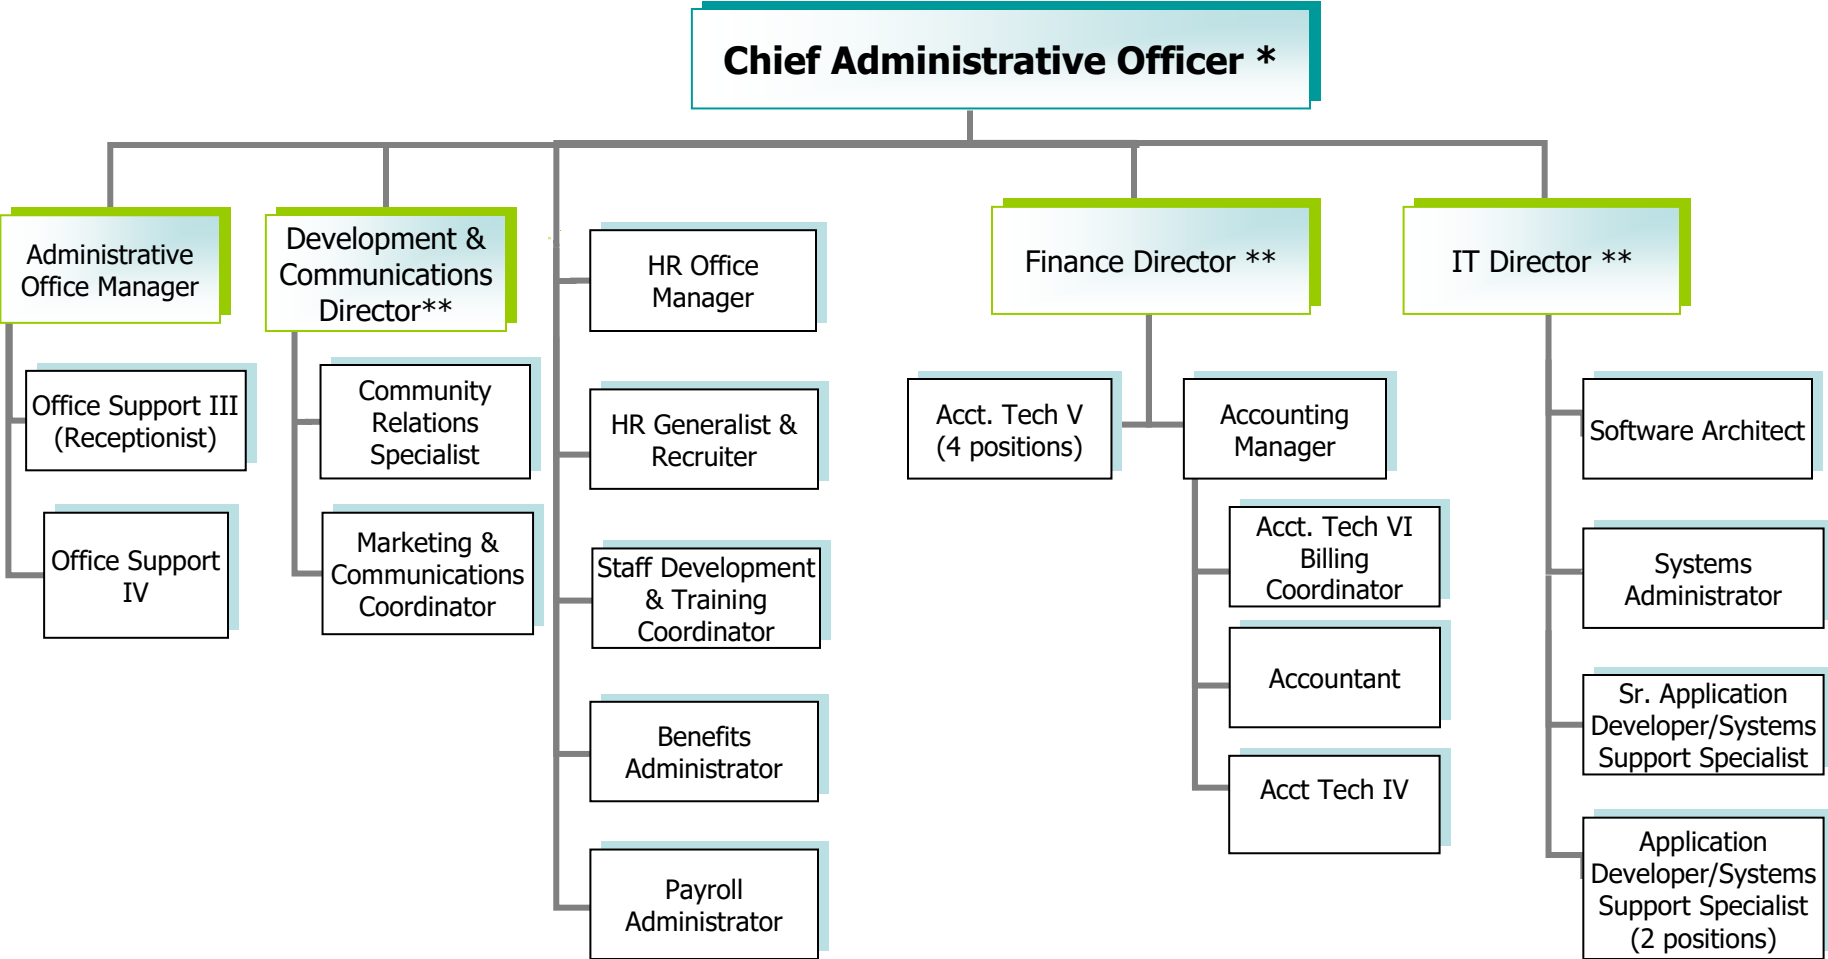 Chief Administrative Officer *
Administrative
Office Manager
Office Support III
(Receptionist)
Office Support
IV
Development &
Communications
Director**
Community
Relations
Specialist
Marketing &
Communications
Coordinator
HR Office
Manager
HR Generalist &
Recruiter
Staff Development
& Training
Coordinator
Benefits
Administrator
Payroll
Administrator
Finance Director **
Acct. Tech V
(4 positions)
Accounting
Manager
Acct. Tech VI
Billing
Coordinator
Accountant
Acct Tech IV
IT Director **
Software Architect
Systems
Administrator
Sr. Application
Developer/Systems
Support Specialist
Application
Developer/Systems
Support Specialist
(2 positions)